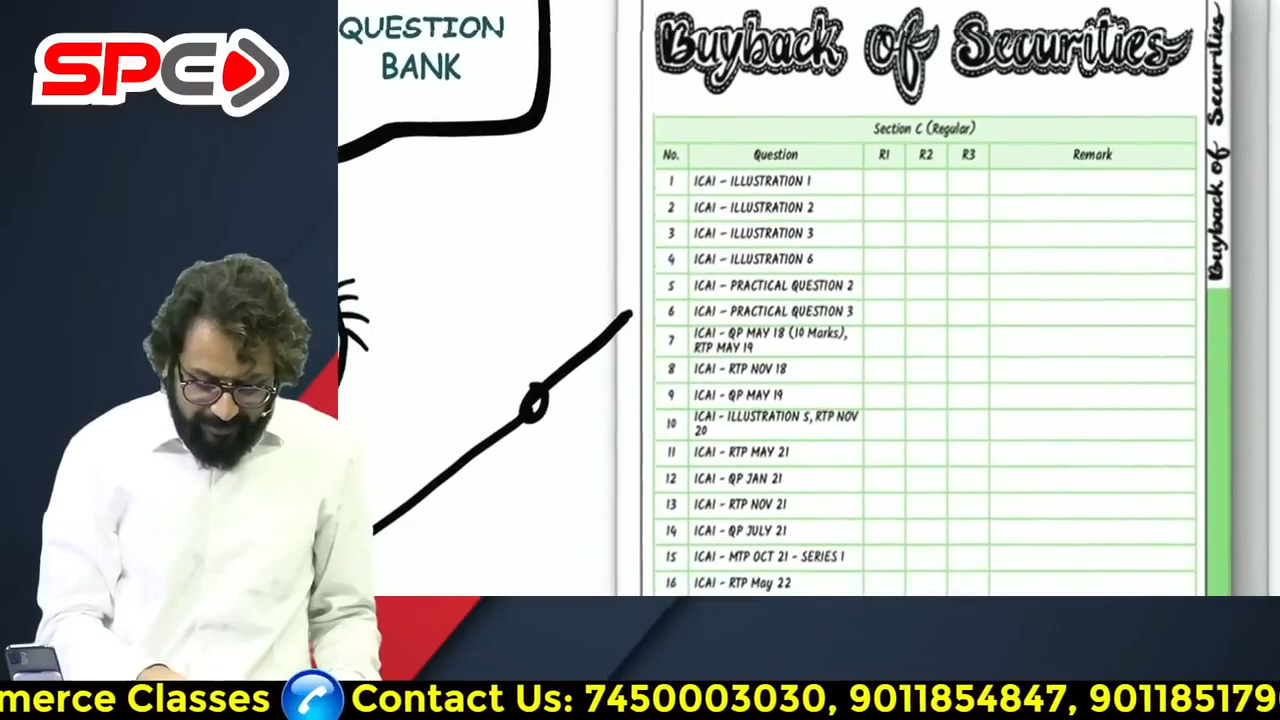 SPC
QUESTION
BANK
Buyback of Securities
Buyback of Securities
Section C (Regular)
No. Question R1 R2 R3 Remark
1 ICAI – ILLUSTRATION 1
2 ICAI – ILLUSTRATION 2
3 ICAI – ILLUSTRATION 3
4 ICAI – ILLUSTRATION 6
5 ICAI – PRACTICAL QUESTION 2
6 ICAI – PRACTICAL QUESTION 3
7 ICAI – QP MAY 18 (10 Marks),
RTP MAY 19
8 ICAI – RTP NOV 18
9 ICAI – QP MAY 19
10 ICAI – ILLUSTRATION 5, RTP NOV
20
11 ICAI – RTP MAY 21
12 ICAI – QP JAN 21
13 ICAI – RTP NOV 21
14 ICAI – QP JULY 21
15 ICAI – MTP OCT 21 – SERIES 1
16 ICAI – RTP May 22
merce Classes Contact Us: 7450003030, 9011854847, 901185179